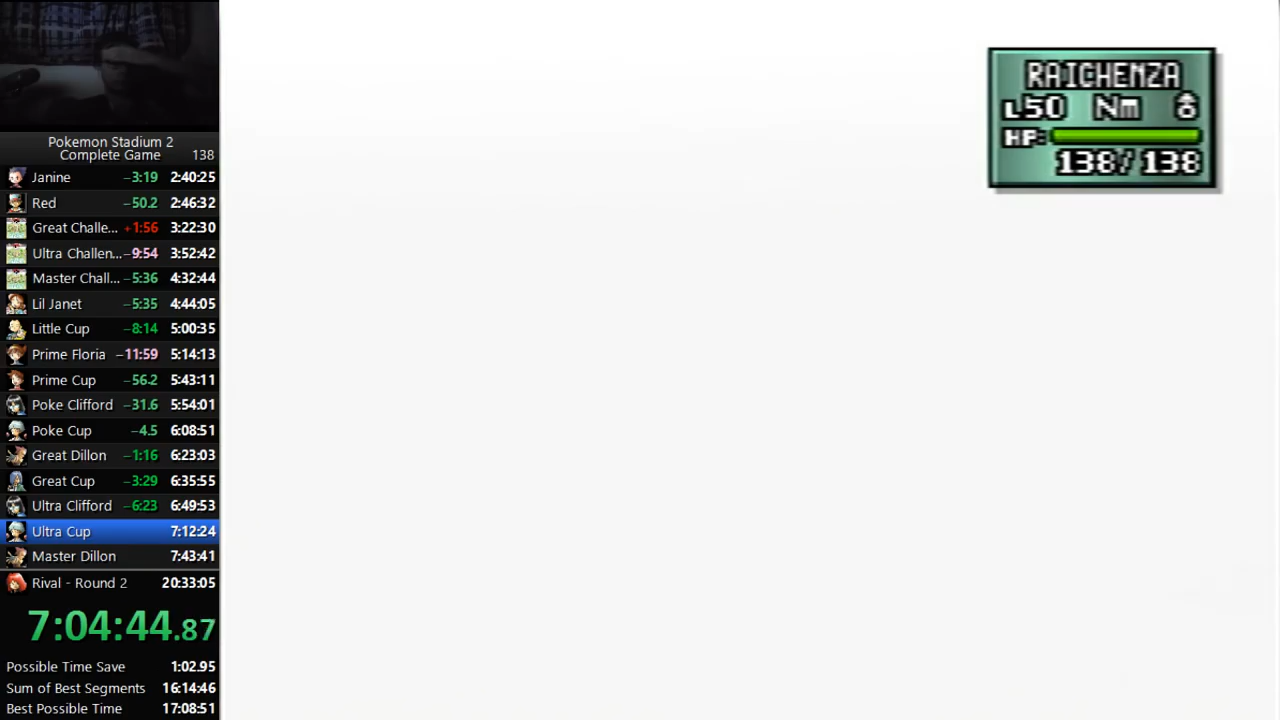 Pokemon Stadium 2
Complete Game 138
Janine -3:19 2:40:25
Red -50.2 2:46:32
Great Challe... +1:56 3:22:30
Ultra Challen... -9:54 3:52:42
Master Chall... -5:36 4:32:44
Lil Janet -5:35 4:44:05
Little Cup -8:14 5:00:35
Prime Floria -11:59 5:14:13
Prime Cup -56.2 5:43:11
Poke Clifford -31.6 5:54:01
Poke Cup -4.5 6:08:51
Great Dillon -1:16 6:23:03
Great Cup -3:29 6:35:55
Ultra Clifford -6:23 6:49:53
Ultra Cup 7:12:24
Master Dillon 7:43:41
Rival - Round 2 20:33:05
7:04:44.87
Possible Time Save 1:02.95
Sum of Best Segments 16:14:46
Best Possible Time 17:08:51
RAICHENZA
L50 Nm ♂
HP:
138/138